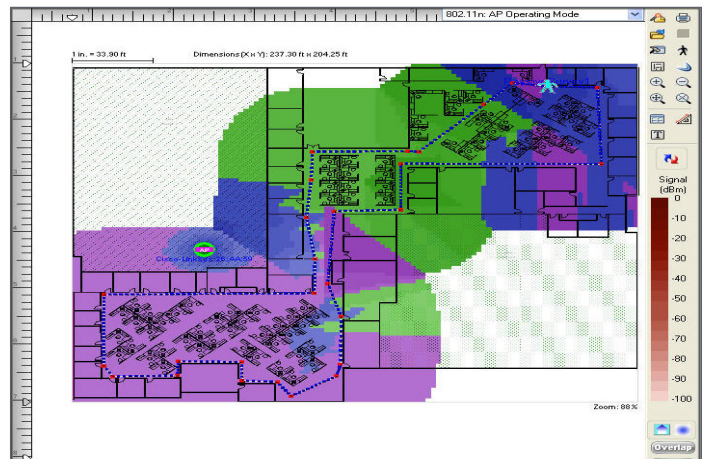 802.11n: AP Operating Mode
1 in. = 33.90 ft
Dimensions (X x Y): 237.30 ft x 204.25 ft
AP
T
Signal
(dBm)
0
-10
-20
-30
-40
-50
-60
-70
-80
-90
-100
Zoom: 88%
Overlap